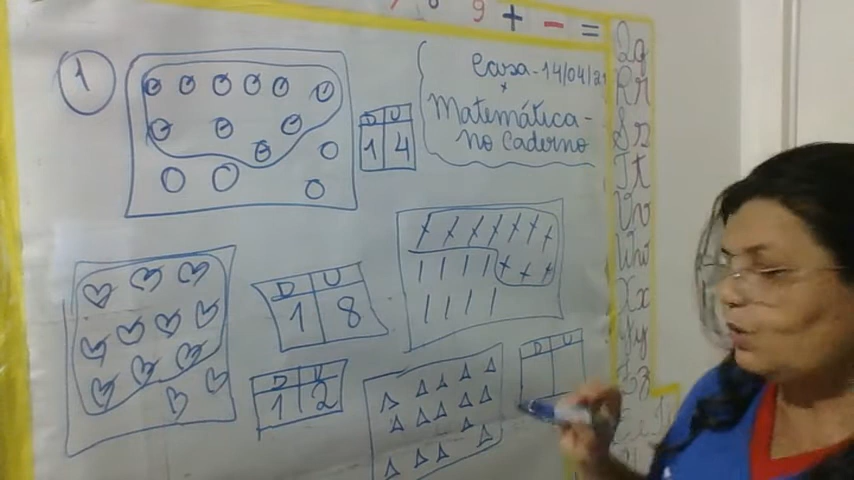 9 + - =
1
Casa - 14/04/21
Matemática -
no Caderno
D U
1 4
D U
1 8
D U
1 2
D U
Qq
Rr
Ss
Tt
Uu
Vv
Xx
Yy
Zz